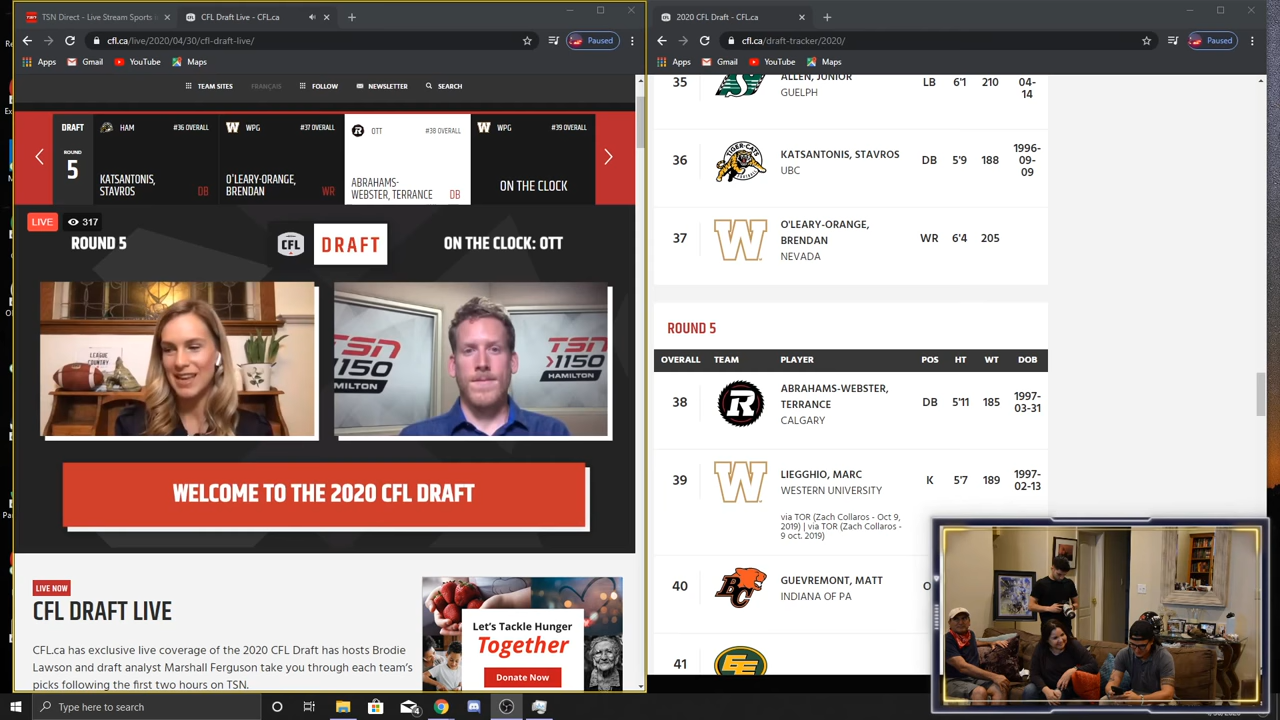 TSN Direct - Live Stream Sports
CFL Draft Live - CFL.ca
cfl.ca/live/2020/04/30/cfl-draft-live/
Paused
Apps
Gmail
YouTube
Maps
TEAM SITES
FRANÇAIS
FOLLOW
NEWSLETTER
SEARCH
DRAFT
ROUND
5
HAM
#36 OVERALL
KATSANTONIS,
STAVROS
DB
WPG
#37 OVERALL
O'LEARY-ORANGE,
BRENDAN
WR
OTT
#38 OVERALL
ABRAHAMS-
WEBSTER, TERRANCE
DB
WPG
#39 OVERALL
ON THE CLOCK
LIVE
317
ROUND 5
CFL
DRAFT
ON THE CLOCK: OTT
LEAGUE
COUNTRY
TSN
1150
HAMILTON
TSN
1150
HAMILTON
WELCOME TO THE 2020 CFL DRAFT
LIVE NOW
CFL DRAFT LIVE
CFL.ca has exclusive live coverage of the 2020 CFL Draft has hosts Brodie
Lawson and draft analyst Marshall Ferguson take you through each team's
picks following the first two hours on TSN.
Let's Tackle Hunger
Together
Donate Now
2020 CFL Draft - CFL.ca
cfl.ca/draft-tracker/2020/
Paused
Apps
Gmail
YouTube
Maps
35
ALLEN, JUNIOR
GUELPH
LB
6'1
210
04-
14
36
KATSANTONIS, STAVROS
UBC
DB
5'9
188
1996-
09-
09
37
O'LEARY-ORANGE,
BRENDAN
NEVADA
WR
6'4
205
ROUND 5
OVERALL TEAM PLAYER POS HT WT DOB
38
ABRAHAMS-WEBSTER,
TERRANCE
CALGARY
DB
5'11
185
1997-
03-31
39
LIEGGHIO, MARC
WESTERN UNIVERSITY
via TOR (Zach Collaros - Oct 9,
2019) | via TOR (Zach Collaros -
9 oct. 2019)
K
5'7
189
1997-
02-13
40
BC
GUEVREMONT, MATT
INDIANA OF PA
41
Type here to search